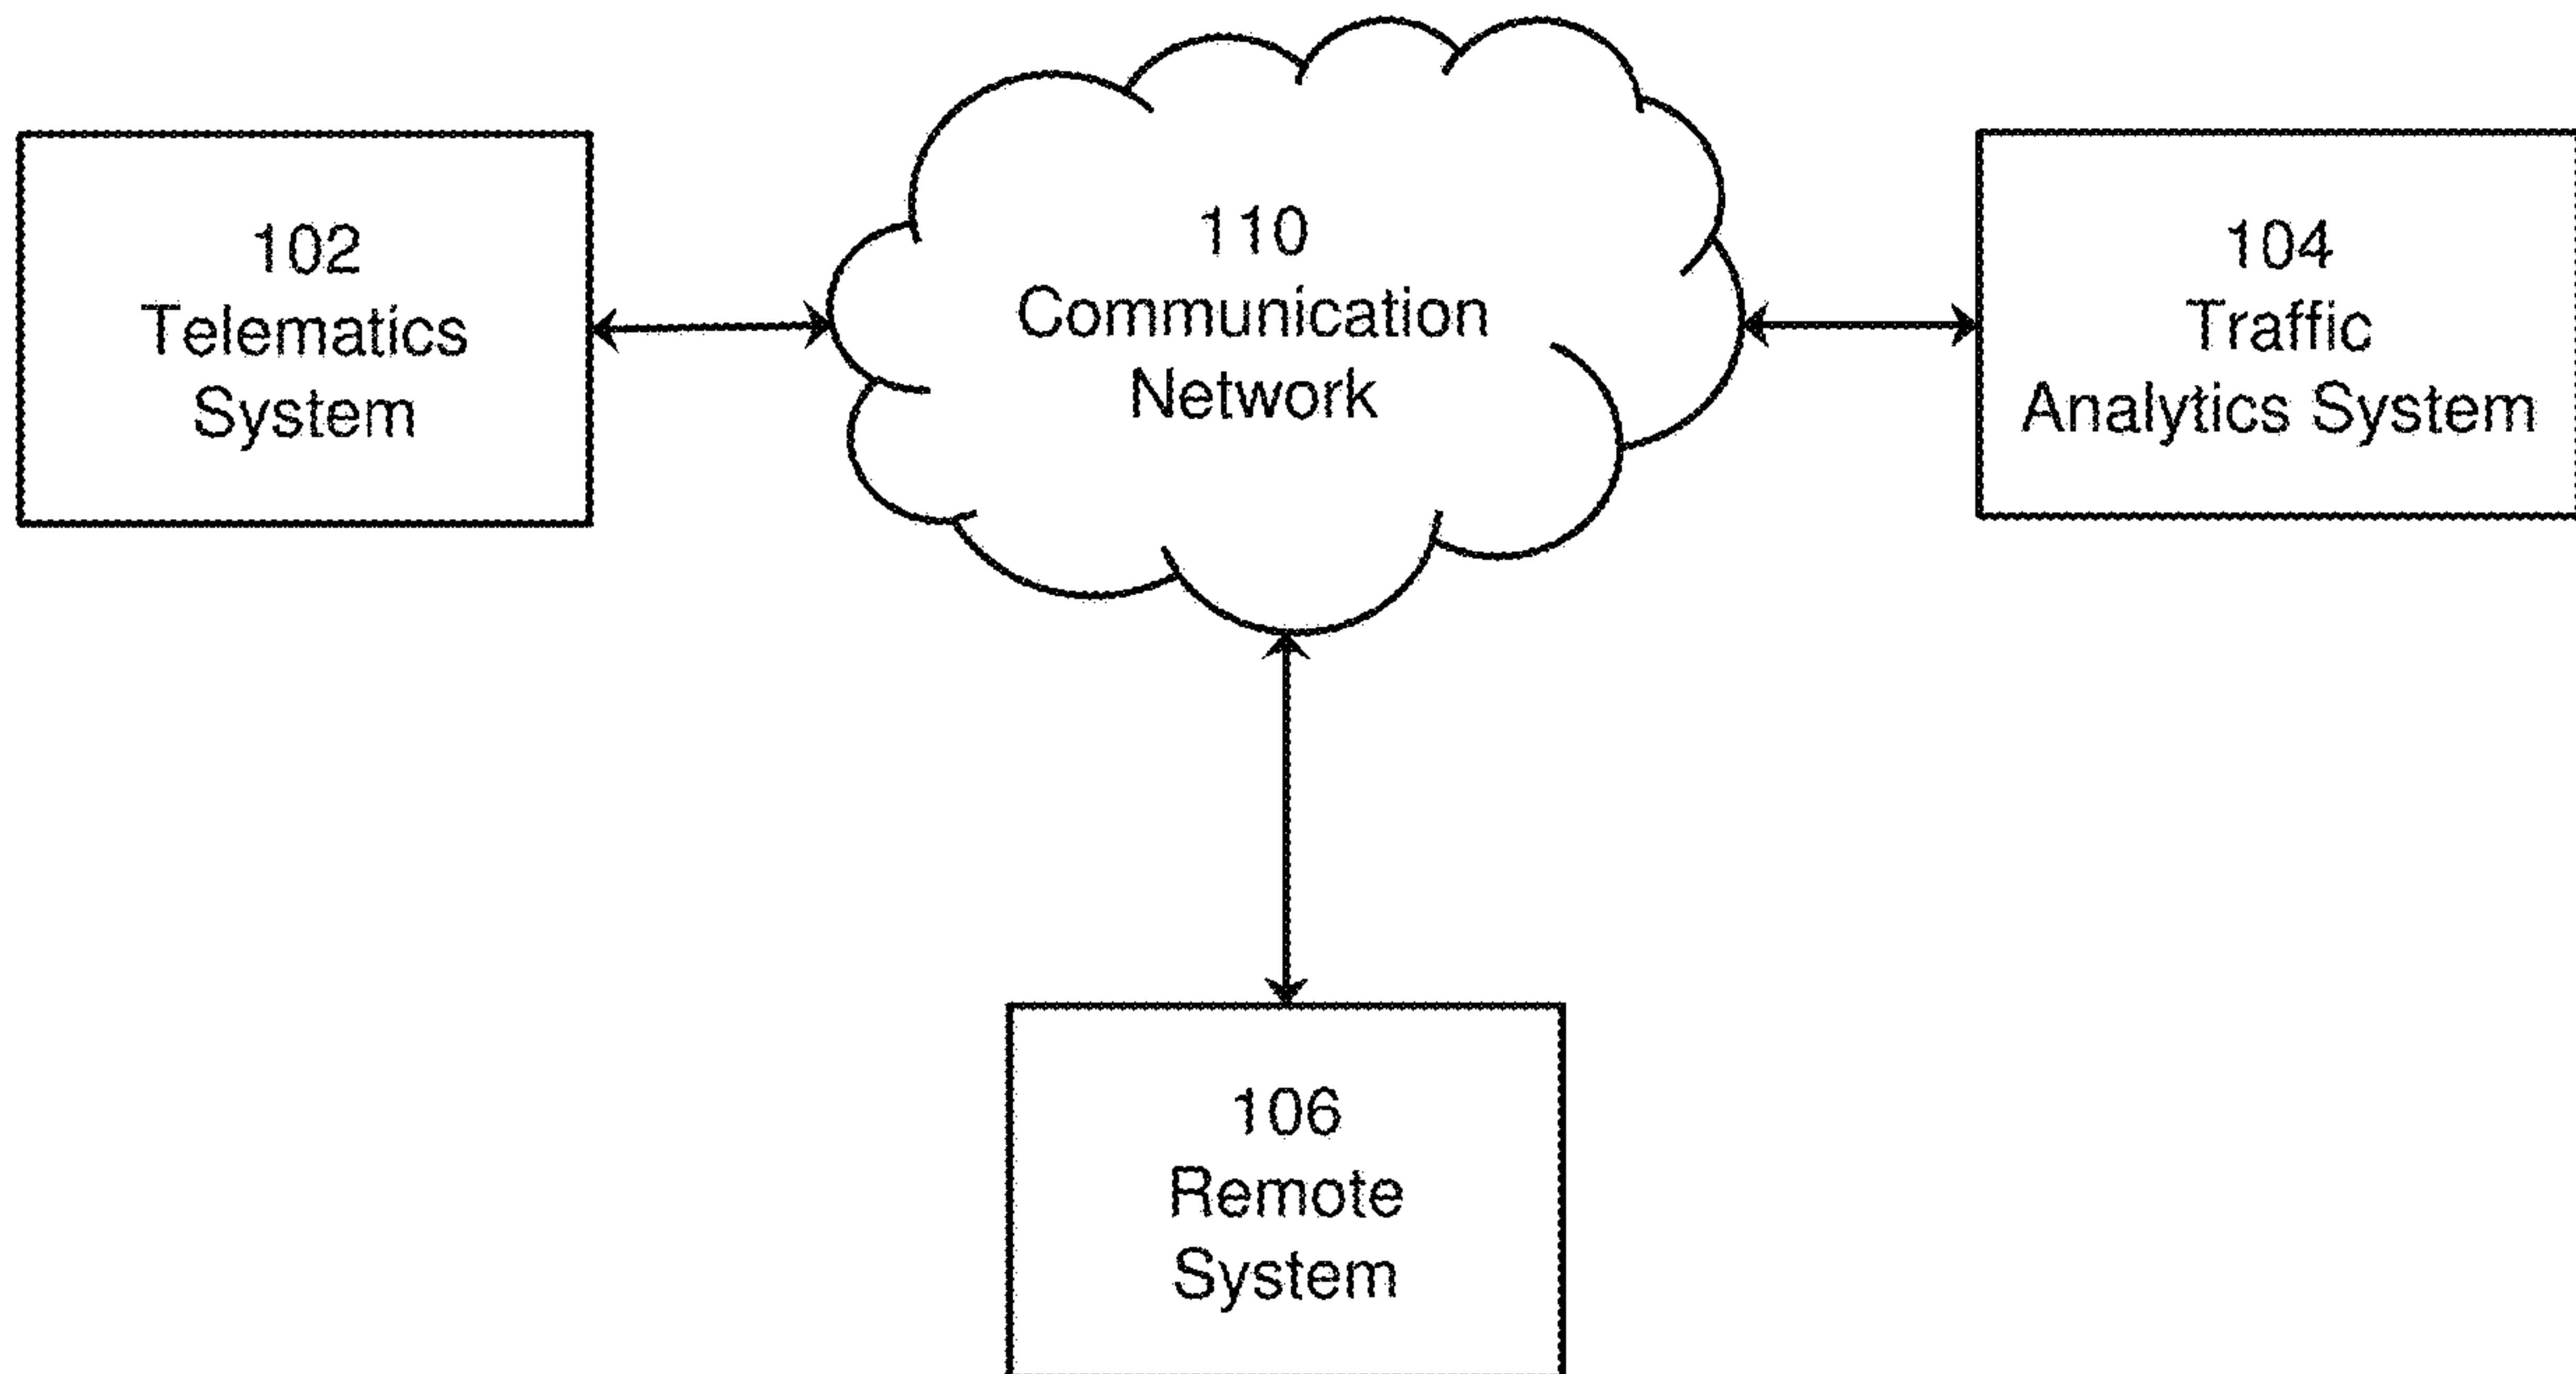 102
Telematics
System
110
Communication
Network
104
Traffic
Analytics System
106
Remote
System